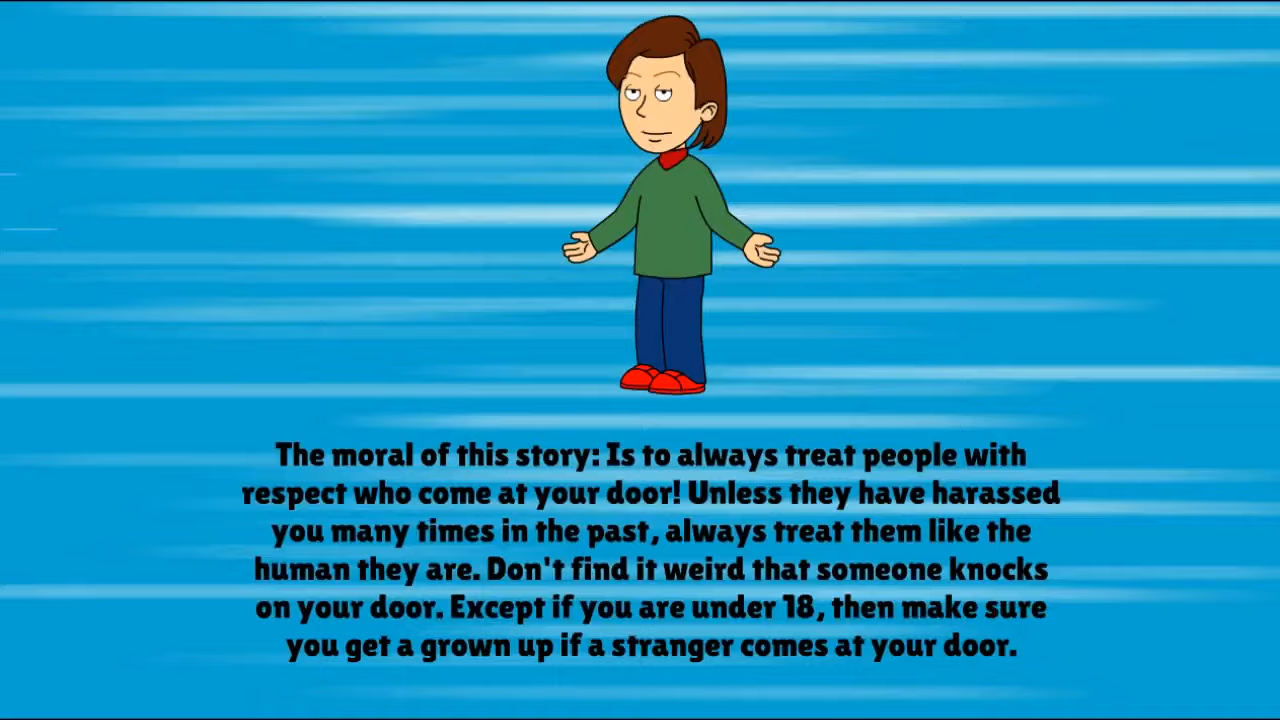 The moral of this story: Is to always treat people with
respect who come at your door! Unless they have harassed
you many times in the past, always treat them like the
human they are. Don't find it weird that someone knocks
on your door. Except if you are under 18, then make sure
you get a grown up if a stranger comes at your door.